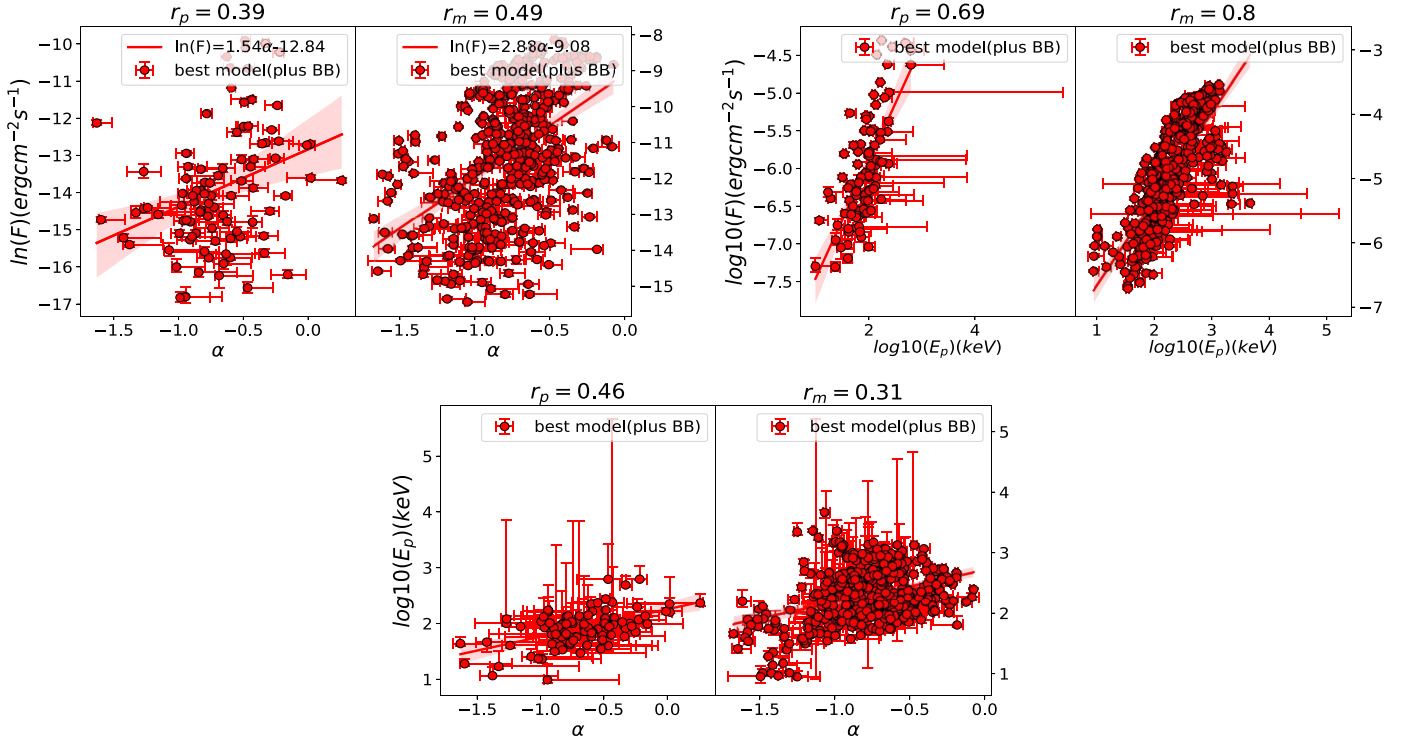 r_p = 0.39
r_m = 0.49
ln(F)=1.54α-12.84
best model(plus BB)
ln(F)=2.88α-9.08
best model(plus BB)
−10
−11
−12
−13
−14
−15
−16
−17
−8
−9
−10
−11
−12
−13
−14
−15
ln(F)(ergcm⁻²s⁻¹)
−1.5
−1.0
−0.5
0.0
−1.5
−1.0
−0.5
0.0
α
α
r_p = 0.69
r_m = 0.8
best model(plus BB)
best model(plus BB)
−4.5
−5.0
−5.5
−6.0
−6.5
−7.0
−7.5
−3
−4
−5
−6
−7
log10(F)(ergcm⁻²s⁻¹)
2
4
1
2
3
4
5
log10(E_p)(keV)
log10(E_p)(keV)
r_p = 0.46
r_m = 0.31
best model(plus BB)
best model(plus BB)
5
4
3
2
1
5
4
3
2
1
log10(E_p)(keV)
−1.5
−1.0
−0.5
0.0
−1.5
−1.0
−0.5
0.0
α
α